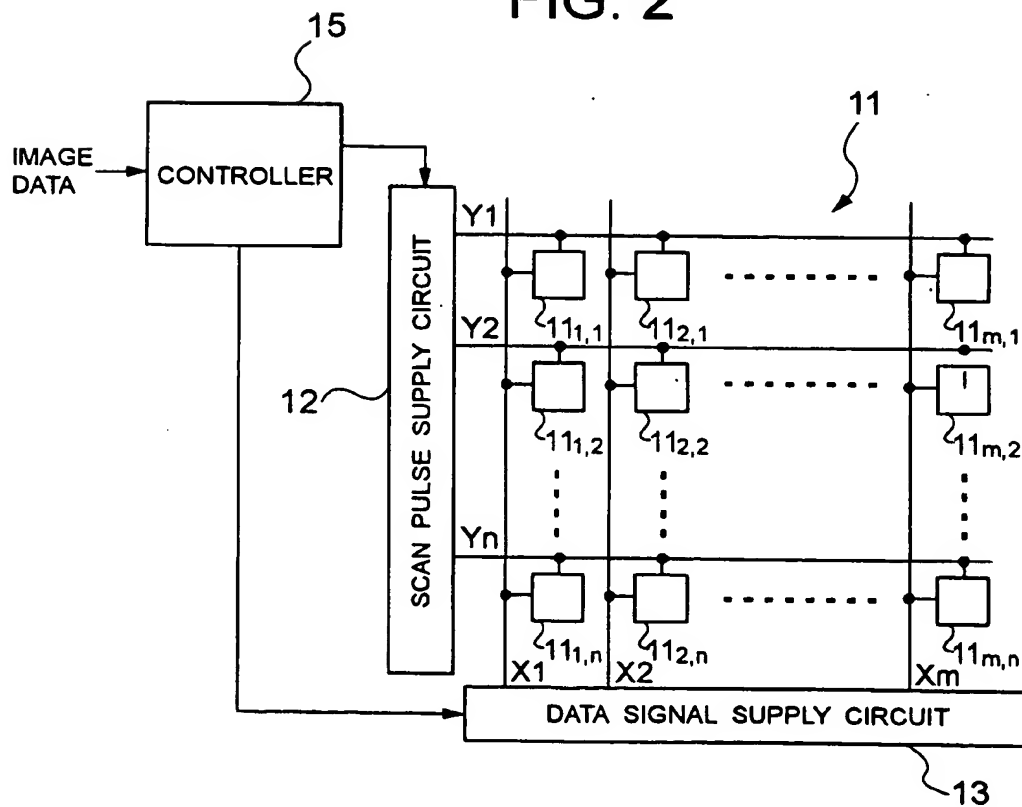 FIG. 2
15
11
IMAGE
DATA
CONTROLLER
SCAN PULSE SUPPLY CIRCUIT
12
Y1
11₁,₁
11₂,₁
11ₘ,₁
Y2
11₁,₂
11₂,₂
11ₘ,₂
Yn
11₁,ₙ
11₂,ₙ
11ₘ,ₙ
X1
X2
Xm
DATA SIGNAL SUPPLY CIRCUIT
13